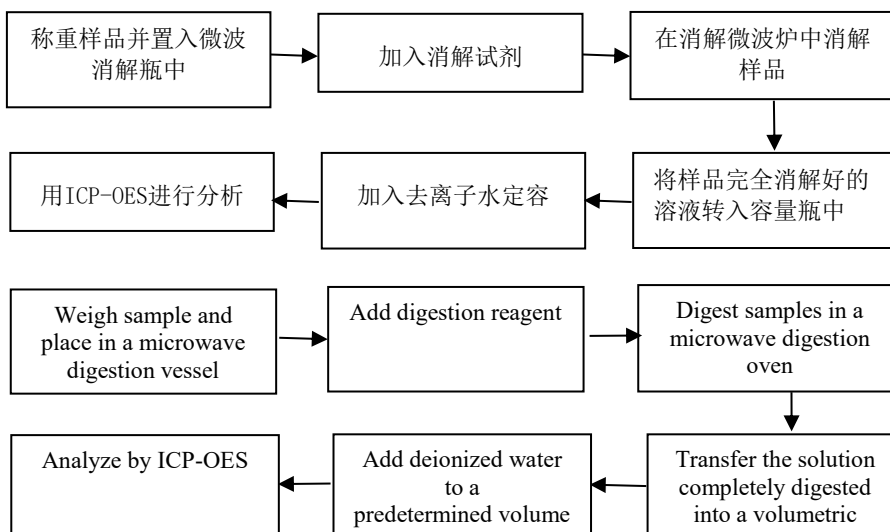 称重样品并置入微波
消解瓶中
加入消解试剂
在消解微波炉中消解
样品
将样品完全消解好的
溶液转入容量瓶中
加入去离子水定容
用ICP-OES进行分析
Weigh sample and
place in a microwave
digestion vessel
Add digestion reagent
Digest samples in a
microwave digestion
oven
Transfer the solution
completely digested
into a volumetric
Add deionized water
to a
predetermined volume
Analyze by ICP-OES